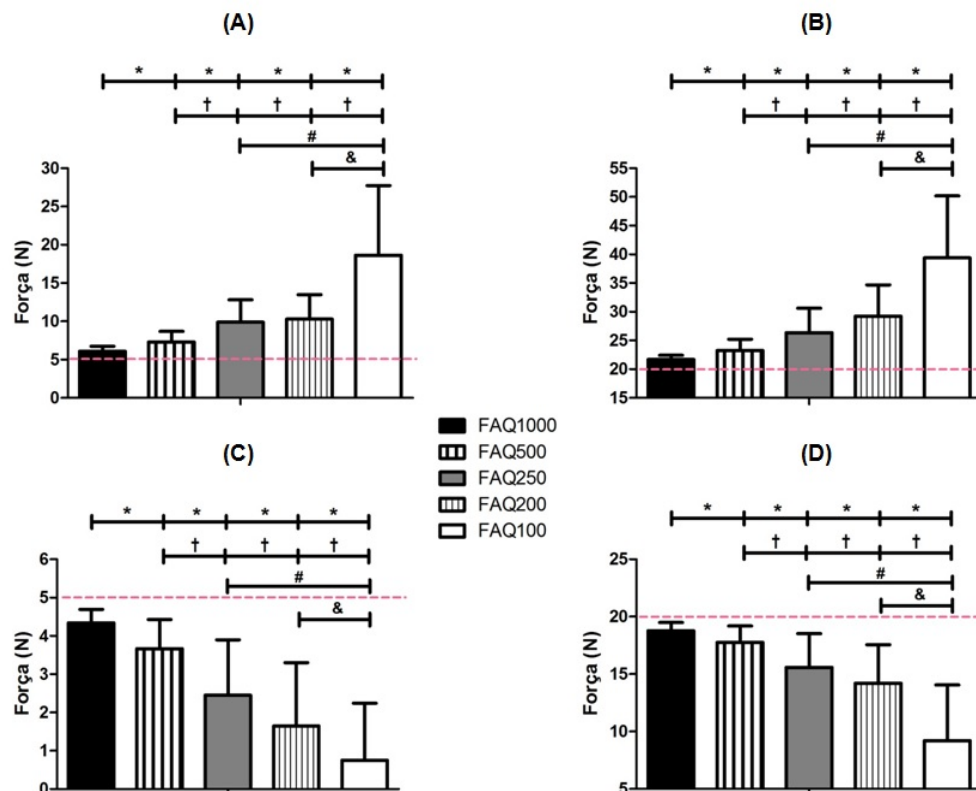 (A)
* * * *
† † †
#
&
30
25
20
15
10
5
0
Força (N)
(B)
* * * *
† † †
#
&
55
50
45
40
35
30
25
20
15
Força (N)
FAQ1000
FAQ500
FAQ250
FAQ200
FAQ100
(C)
* * * *
† † †
#
&
6
5
4
3
2
1
0
Força (N)
(D)
* * * *
† † †
#
&
25
20
15
10
5
Força (N)